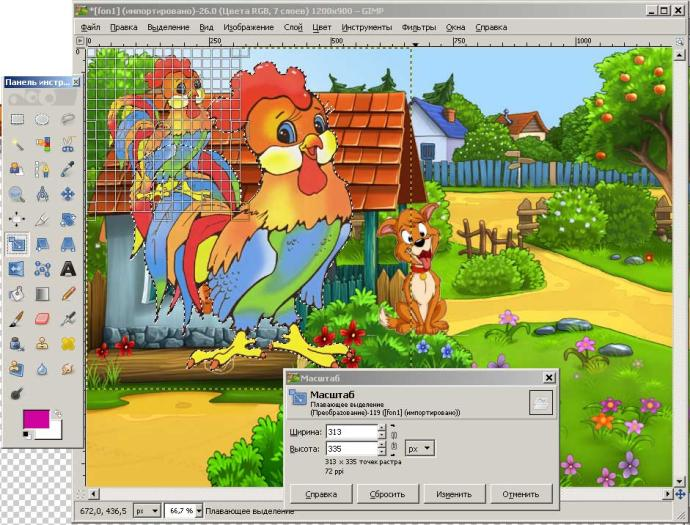 *[fon1] (импортировано)-26.0 (Цвета RGB, 7 слоев) 1200x900 – GIMP
Файл Правка Выделение Вид Изображение Слой Цвет Инструменты Фильтры Окна Справка
0 250 500 750 1000
0
Панель инстр...
A
Масштаб
Масштаб
Плавающее выделение
(Преобразование)-119 ([fon1] (импортировано))
Ширина: 313
Высота: 335 px
313 x 335 точек растра
72 ppi
Справка Сбросить Изменить Отменить
672,0, 436,5 px 66,7 % Плавающее выделение